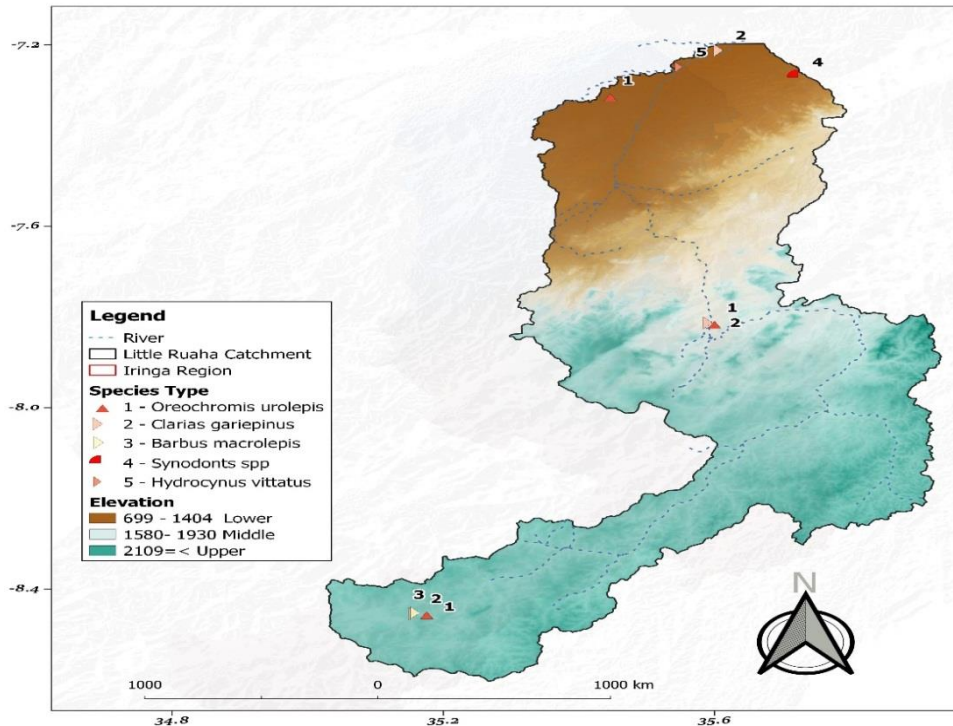 -7.2
-7.6
-8.0
-8.4
2
5
4
1
1
2
3
2
1
Legend
River
Little Ruaha Catchment
Iringa Region
Species Type
1 - Oreochromis urolepis
2 - Clarias gariepinus
3 - Barbus macrolepis
4 - Synodonts spp
5 - Hydrocynus vittatus
Elevation
699 - 1404 Lower
1580- 1930 Middle
2109=< Upper
N
1000 0 1000 km
34.8 35.2 35.6